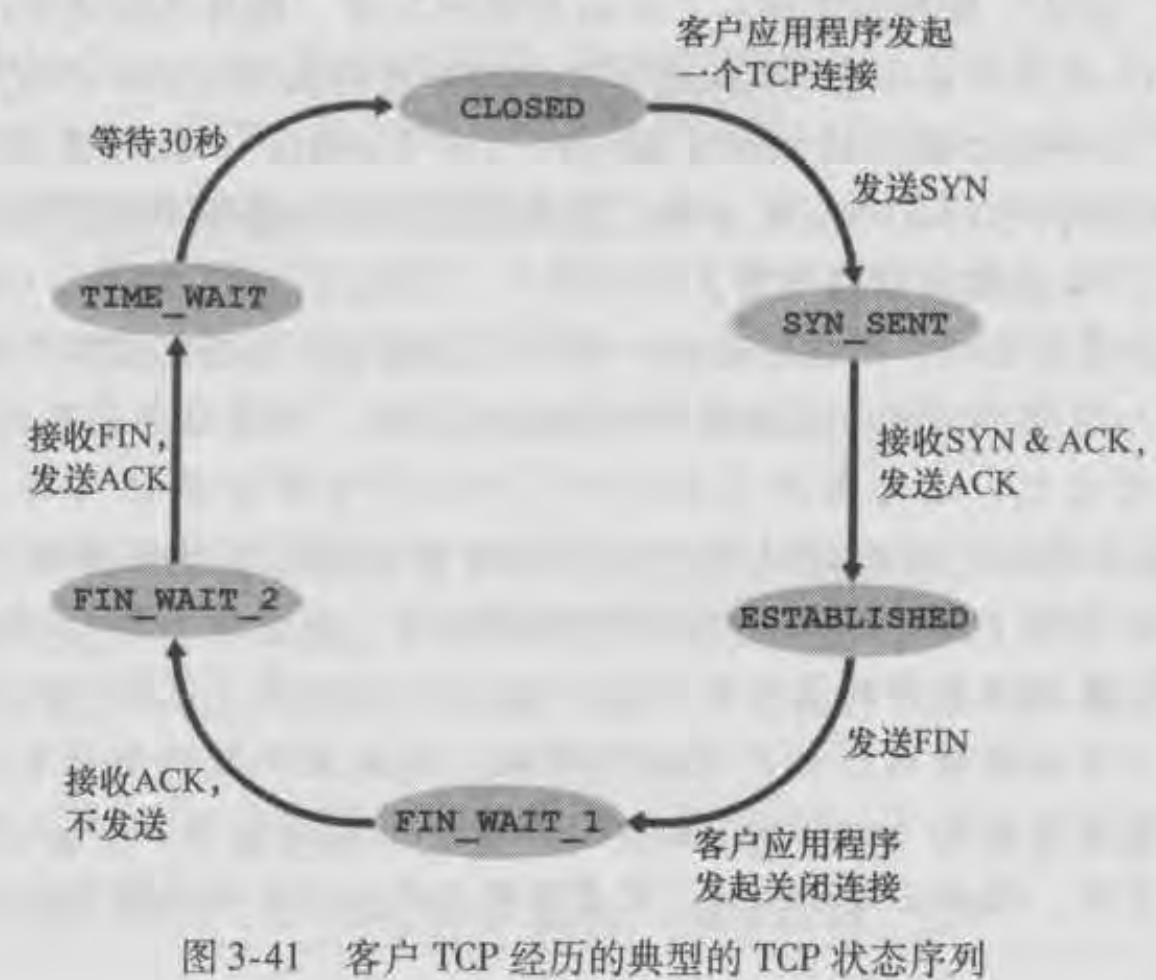 客户应用程序发起
一个TCP连接
CLOSED
等待30秒
发送SYN
TIME_WAIT
SYN_SENT
接收FIN,
发送ACK
接收SYN & ACK,
发送ACK
FIN_WAIT_2
ESTABLISHED
发送FIN
接收ACK,
不发送
FIN_WAIT_1
客户应用程序
发起关闭连接
图 3-41 客户 TCP 经历的典型的 TCP 状态序列